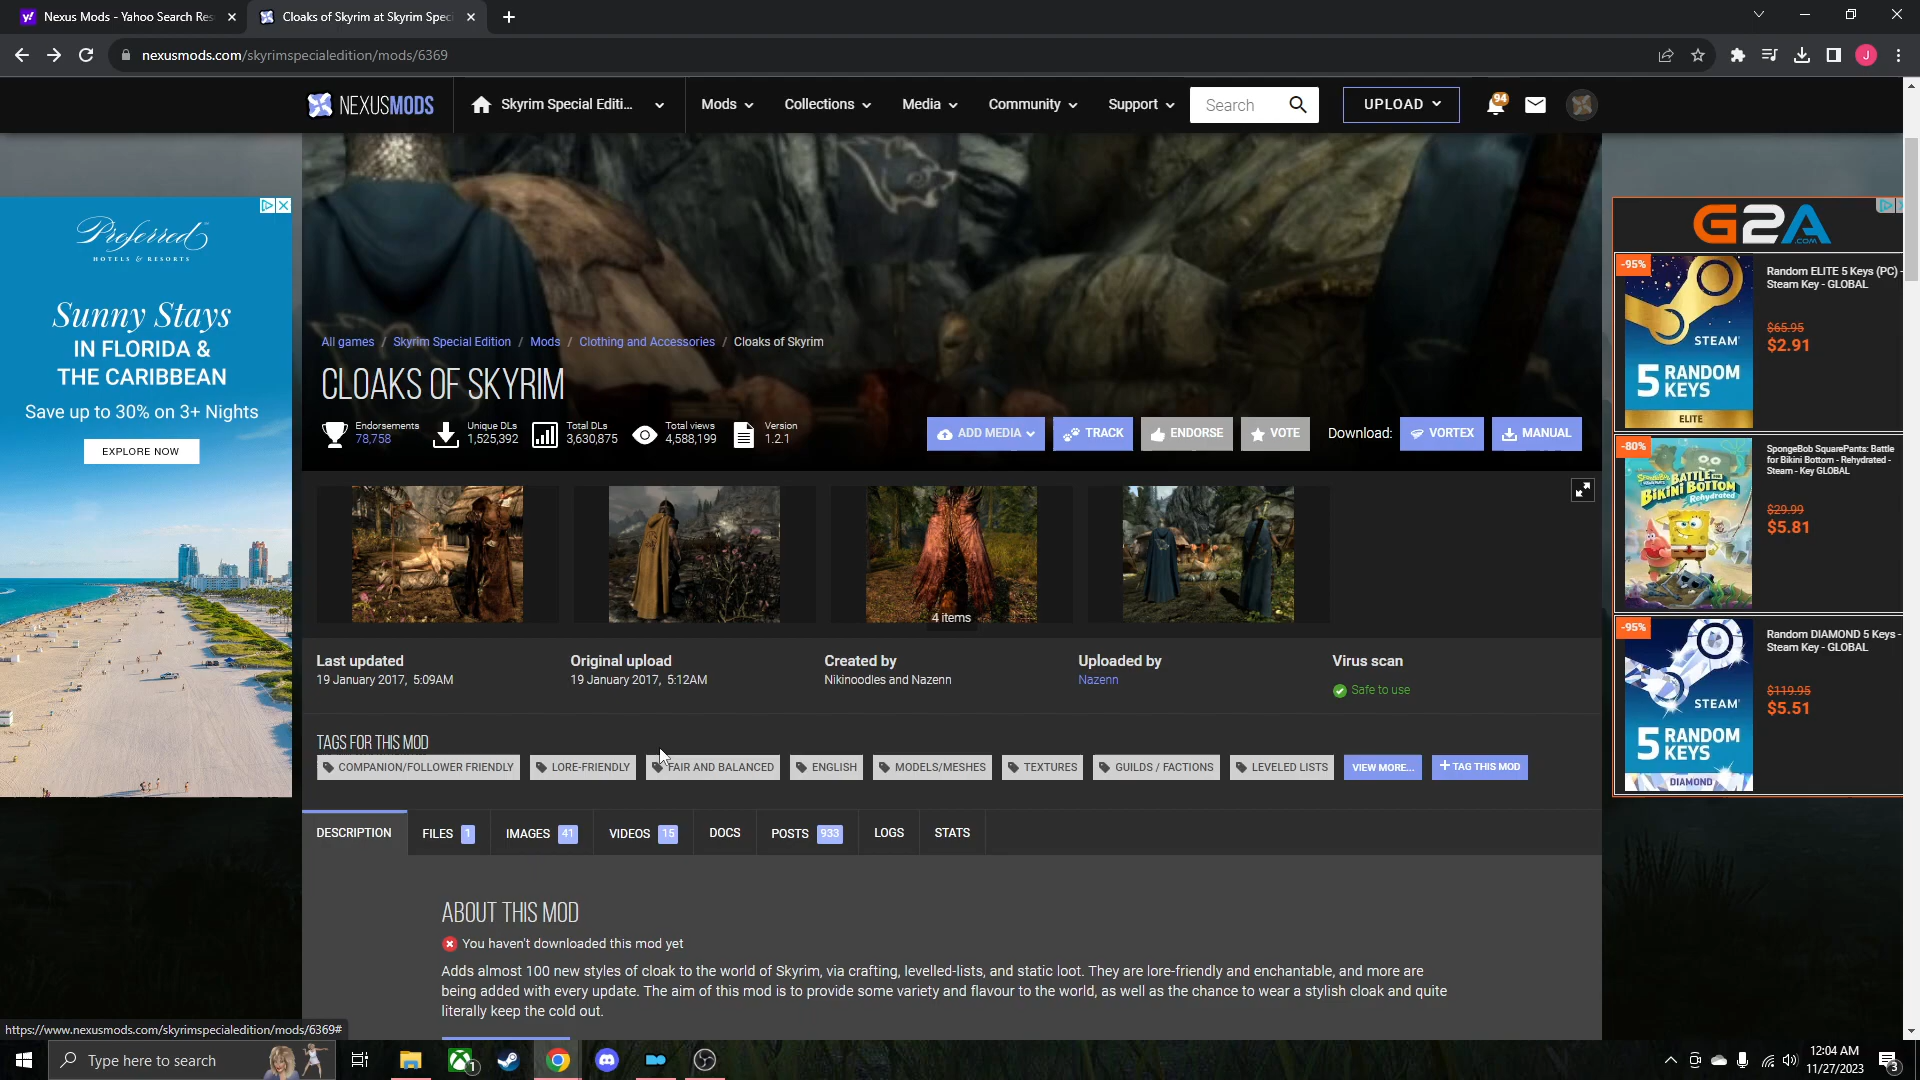 Nexus Mods - Yahoo Search Res
Cloaks of Skyrim at Skyrim Speci
nexusmods.com/skyrimspecialedition/mods/6369
J
NEXUSMODS
Skyrim Special Editi...
Mods
Collections
Media
Community
Support
Search
UPLOAD
94
Preferred
HOTELS & RESORTS
Sunny Stays
IN FLORIDA &
THE CARIBBEAN
Save up to 30% on 3+ Nights
EXPLORE NOW
All games / Skyrim Special Edition / Mods / Clothing and Accessories / Cloaks of Skyrim
CLOAKS OF SKYRIM
Endorsements
78,758
Unique DLs
1,525,392
Total DLs
3,630,875
Total views
4,588,199
Version
1.2.1
ADD MEDIA
TRACK
ENDORSE
VOTE
Download:
VORTEX
MANUAL
4 items
Last updated
19 January 2017, 5:09AM
Original upload
19 January 2017, 5:12AM
Created by
Nikinoodles and Nazenn
Uploaded by
Nazenn
Virus scan
Safe to use
TAGS FOR THIS MOD
COMPANION/FOLLOWER FRIENDLY
LORE-FRIENDLY
FAIR AND BALANCED
ENGLISH
MODELS/MESHES
TEXTURES
GUILDS / FACTIONS
LEVELED LISTS
VIEW MORE...
+ TAG THIS MOD
DESCRIPTION
FILES 1
IMAGES 41
VIDEOS 15
DOCS
POSTS 933
LOGS
STATS
ABOUT THIS MOD
You haven't downloaded this mod yet
Adds almost 100 new styles of cloak to the world of Skyrim, via crafting, levelled-lists, and static loot. They are lore-friendly and enchantable, and more are
being added with every update. The aim of this mod is to provide some variety and flavour to the world, as well as the chance to wear a stylish cloak and quite
literally keep the cold out.
G2A.COM
-95%
STEAM
5 RANDOM
KEYS
ELITE
Random ELITE 5 Keys (PC) -
Steam Key - GLOBAL
$65.95
$2.91
-80%
SpongeBob
SQUAREPANTS
BATTLE
for
BIKINI BOTTOM
Rehydrated
SpongeBob SquarePants: Battle
for Bikini Bottom - Rehydrated -
Steam - Key GLOBAL
$29.99
$5.81
-95%
STEAM
5 RANDOM
KEYS
DIAMOND
Random DIAMOND 5 Keys -
Steam Key - GLOBAL
$119.95
$5.51
https://www.nexusmods.com/skyrimspecialedition/mods/6369#
Type here to search
1
12:04 AM
11/27/2023
3